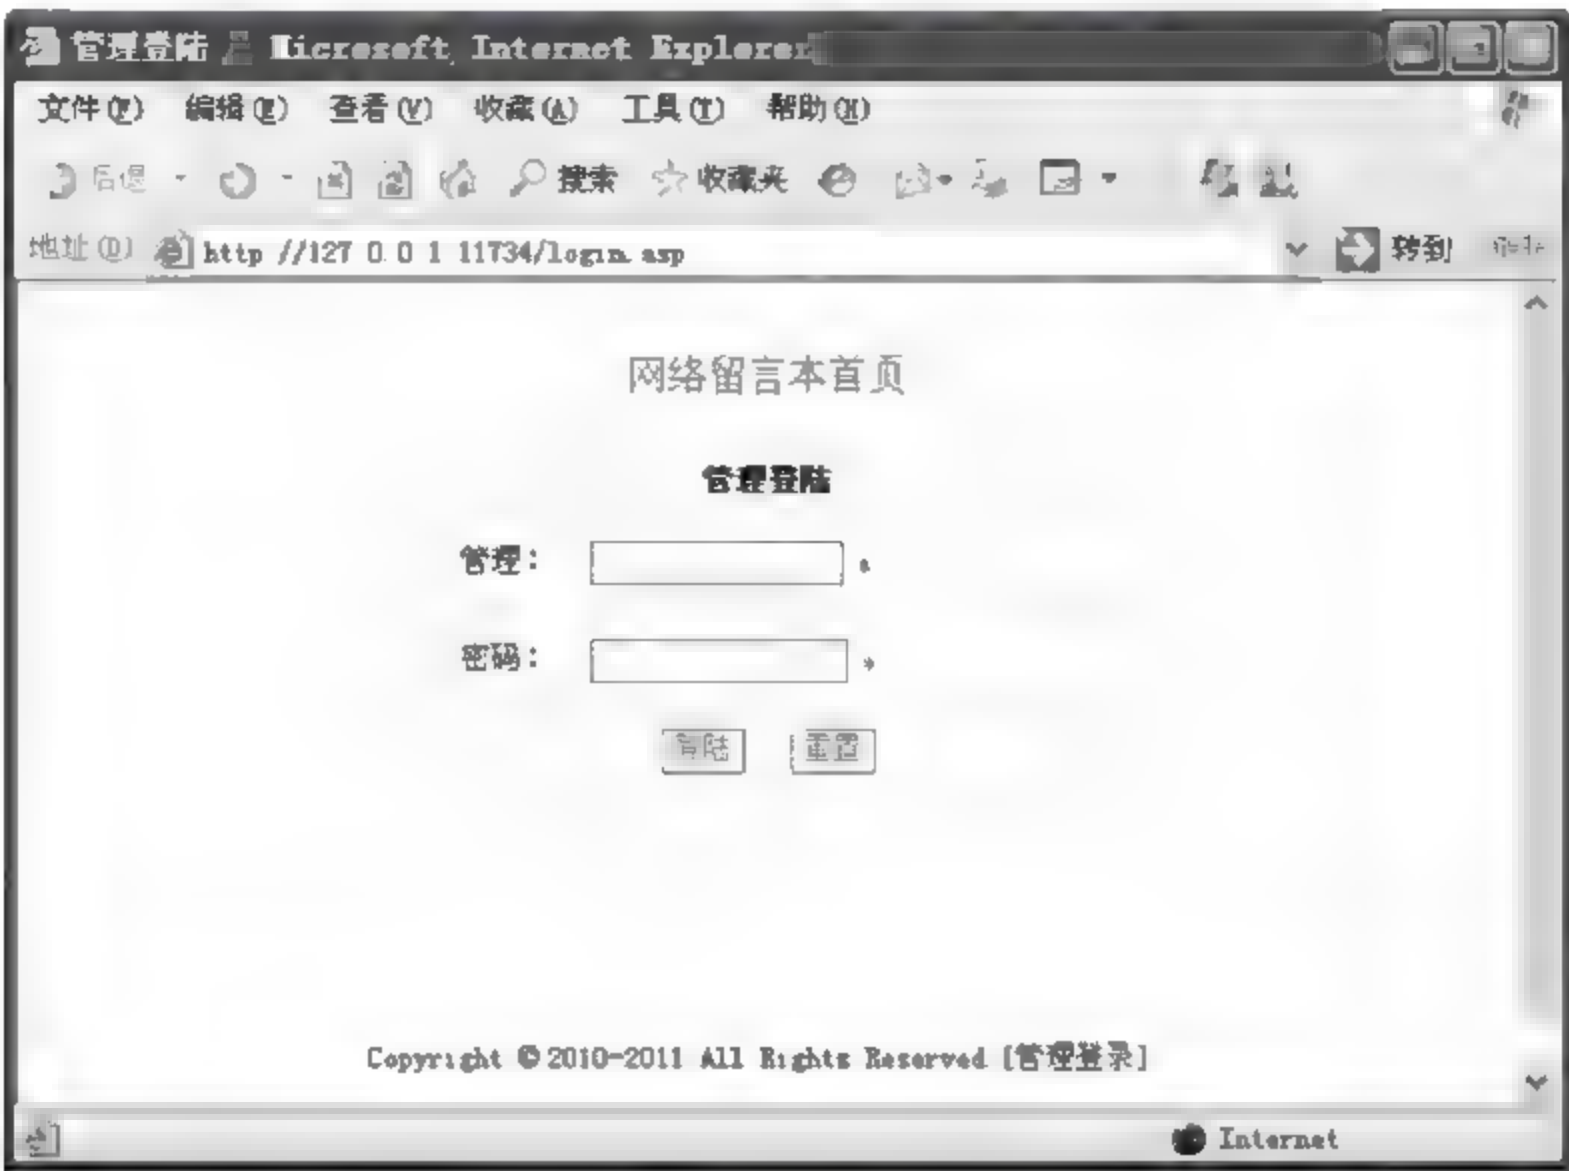 管理登陆 - Microsoft Internet Explorer
文件(F) 编辑(E) 查看(V) 收藏(A) 工具(T) 帮助(H)
后退 搜索 收藏夹
地址(D) http //127 0.0 1 11734/login.asp 转到
网络留言本首页
管理登陆
管理:
密码: *
登陆 重置
Copyright © 2010-2011 All Rights Reserved [管理登录]
Internet